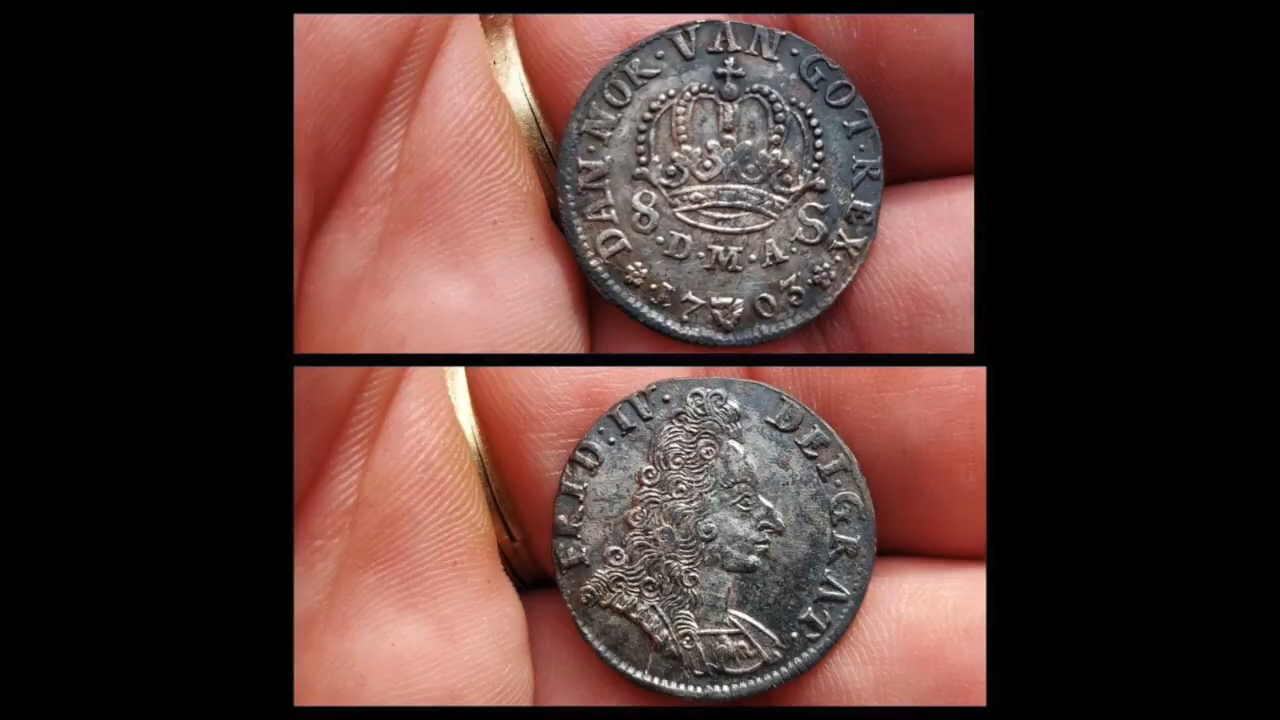 DAN·NOR·VAN·GOT·REX·
8 S
·D·M·A·
1703
FRID:IV· DEI·GRAT·